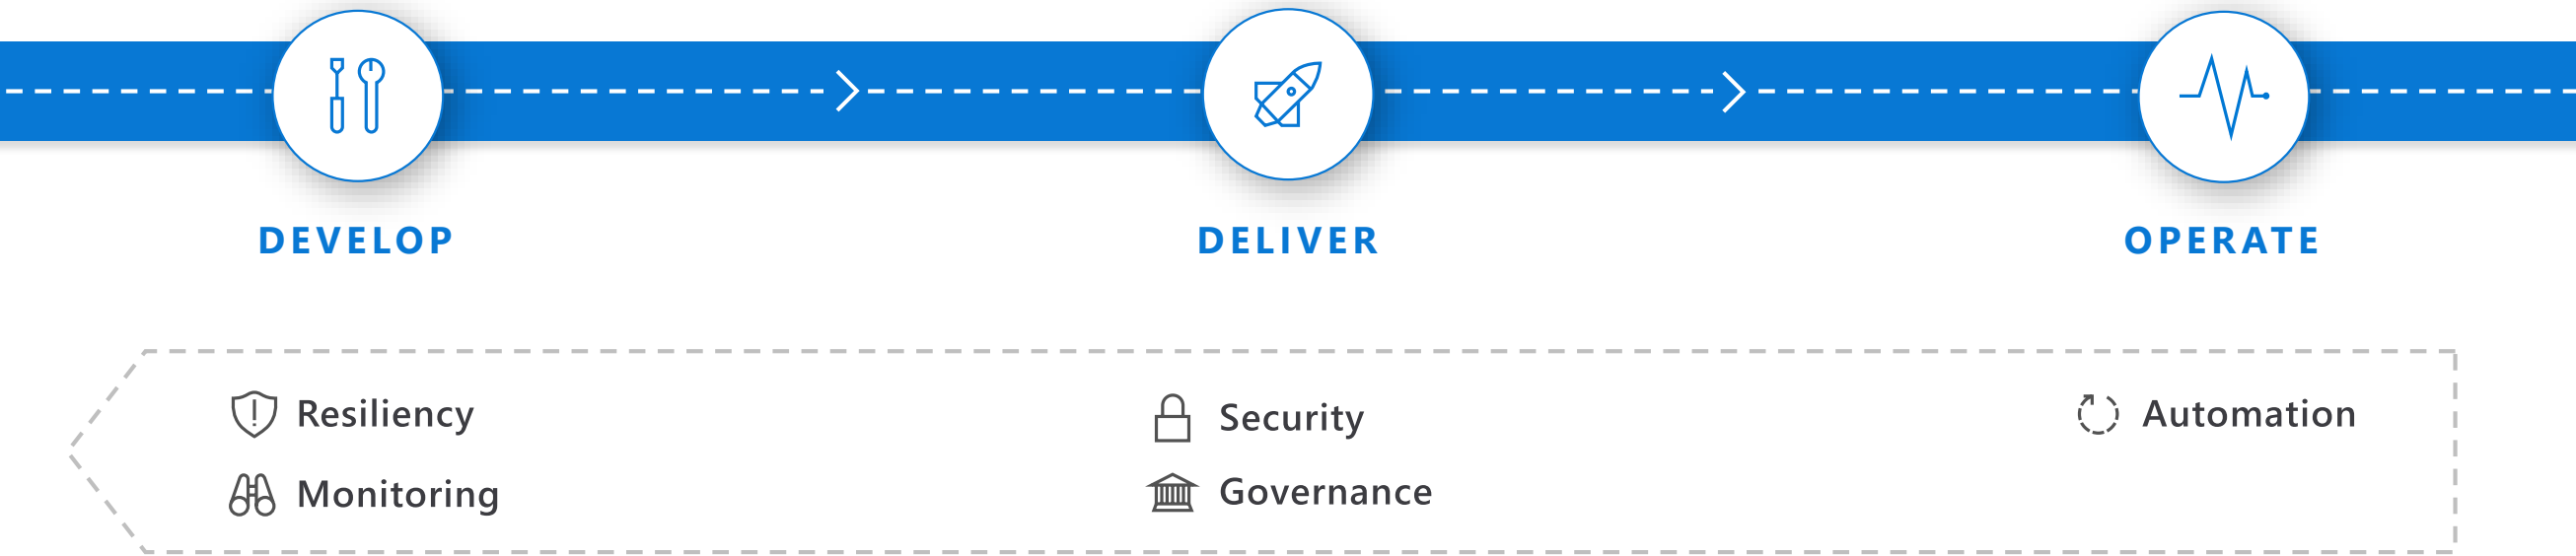 DEVELOP
DELIVER
OPERATE
Resiliency
Security
Automation
Monitoring
Governance